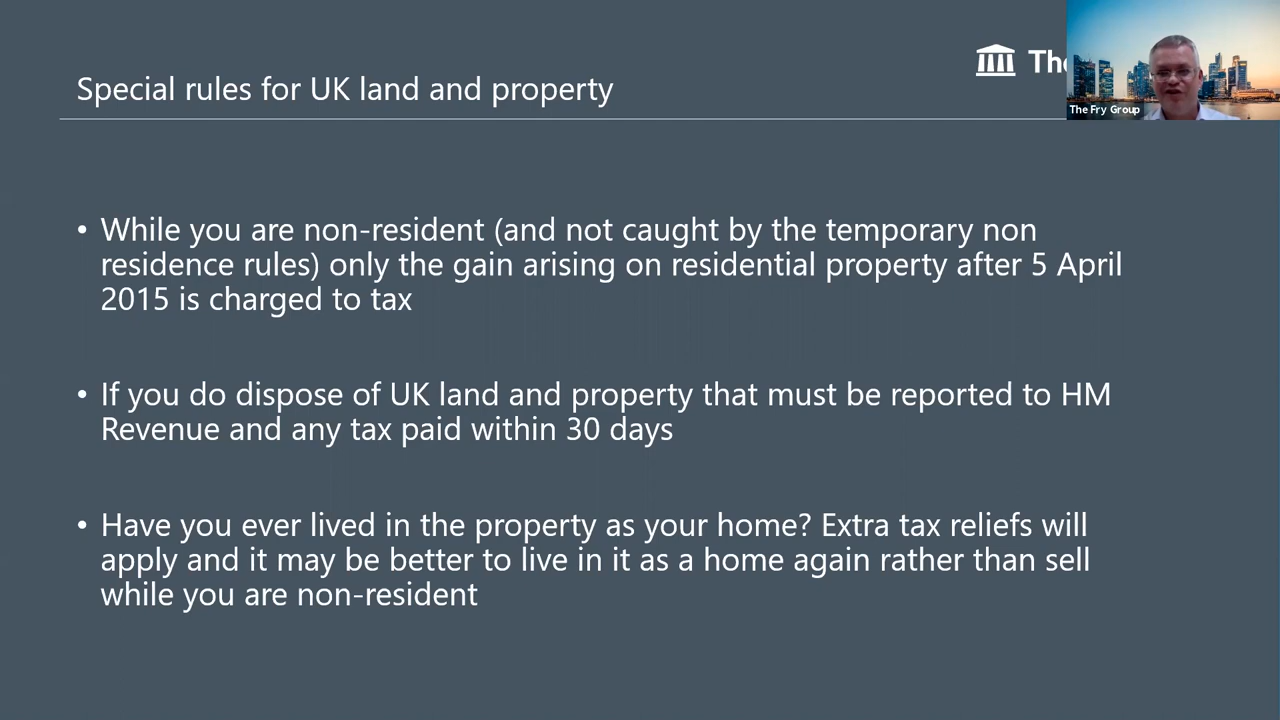 Special rules for UK land and property
The Fry Group
• While you are non-resident (and not caught by the temporary non
residence rules) only the gain arising on residential property after 5 April
2015 is charged to tax
• If you do dispose of UK land and property that must be reported to HM
Revenue and any tax paid within 30 days
• Have you ever lived in the property as your home? Extra tax reliefs will
apply and it may be better to live in it as a home again rather than sell
while you are non-resident